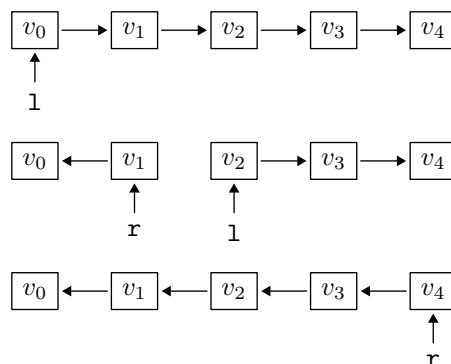 v₀ v₁ v₂ v₃ v₄
l
v₀ v₁ v₂ v₃ v₄
r l
v₀ v₁ v₂ v₃ v₄
r